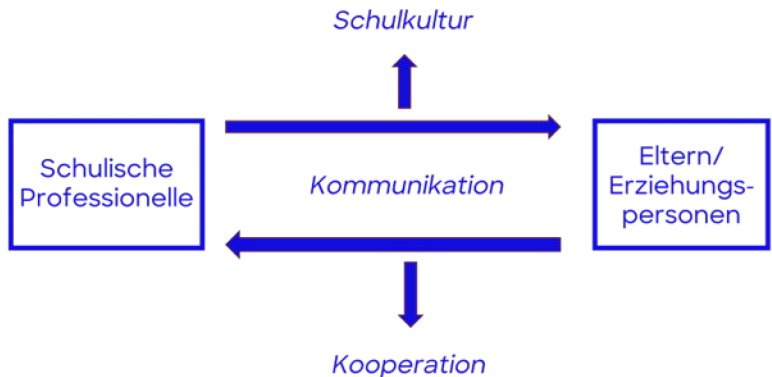 Schulkultur
Schulische
Professionelle
Kommunikation
Eltern/
Erziehungs-
personen
Kooperation